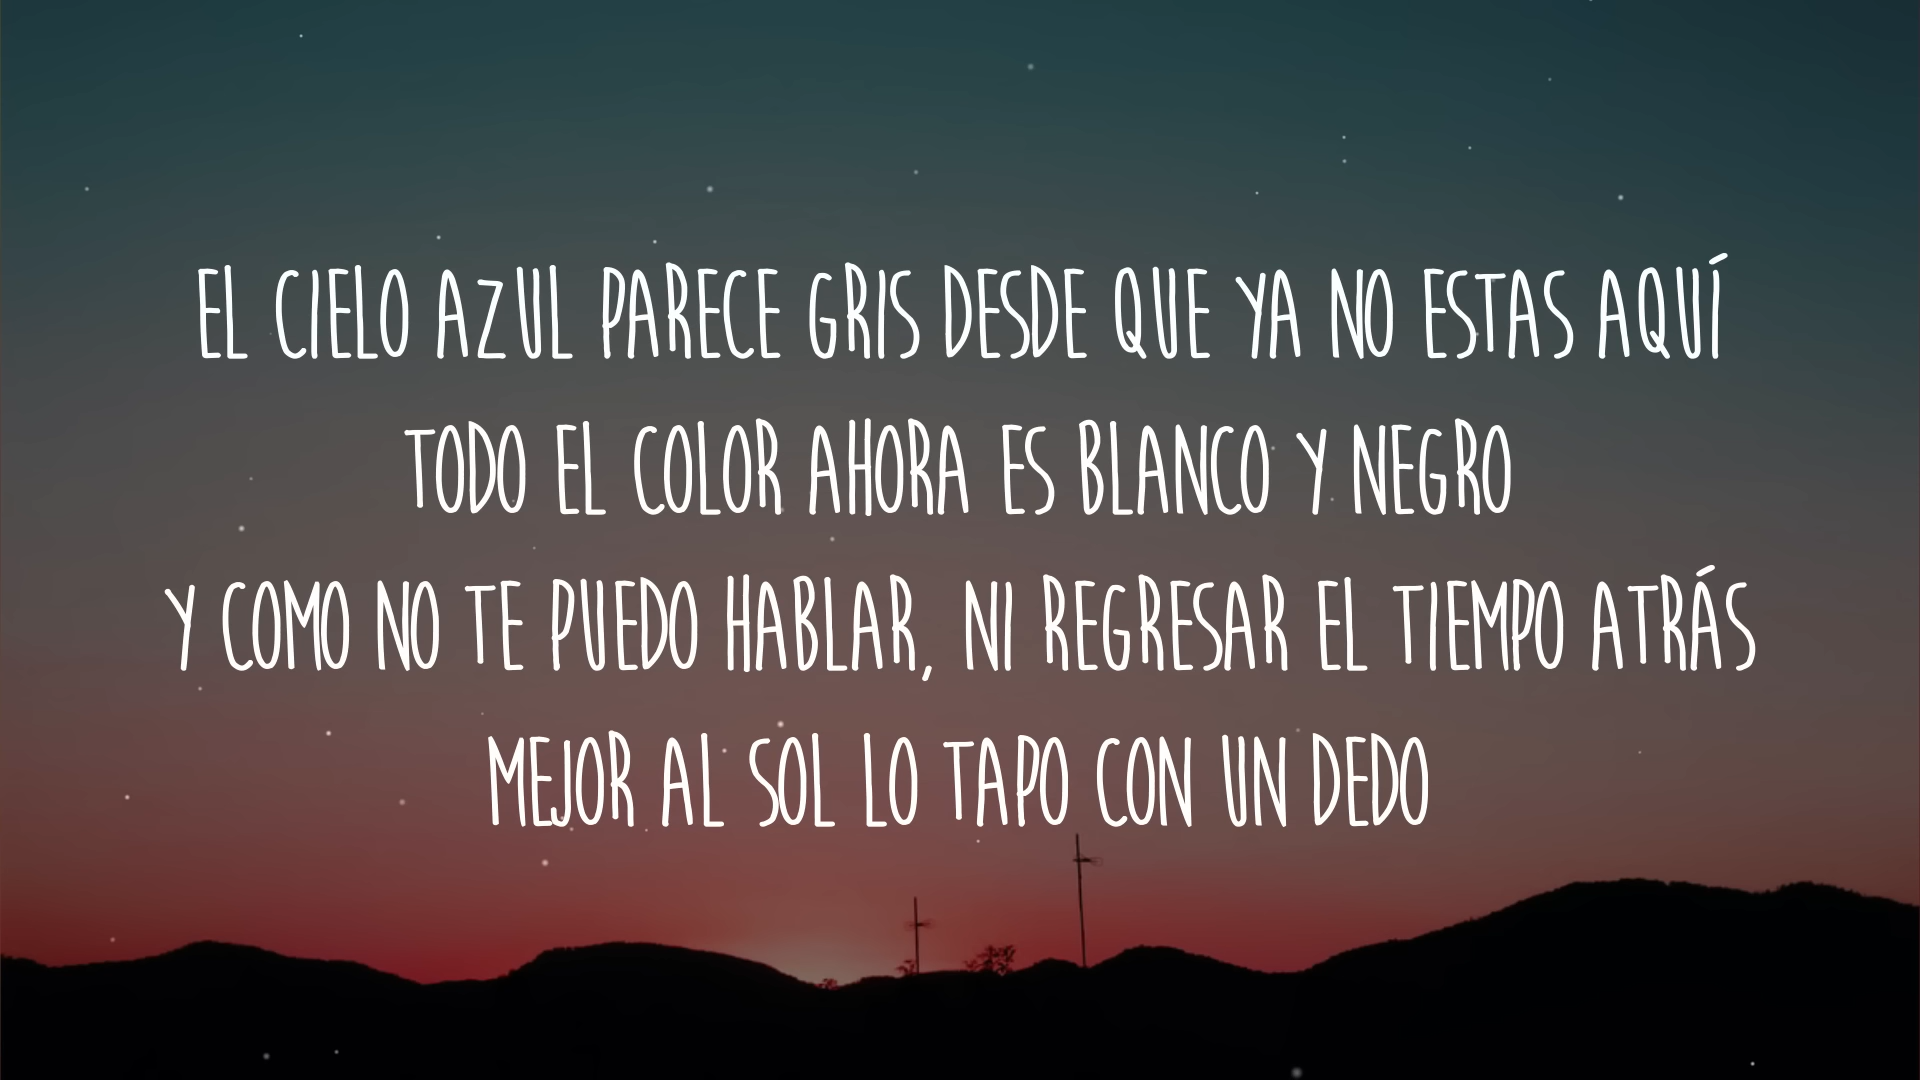 EL CIELO AZUL PARECE GRIS DESDE QUE YA NO ESTAS AQUÍ
TODO EL COLOR AHORA ES BLANCO Y NEGRO
Y COMO NO TE PUEDO HABLAR, NI REGRESAR EL TIEMPO ATRÁS
MEJOR AL SOL LO TAPO CON UN DEDO